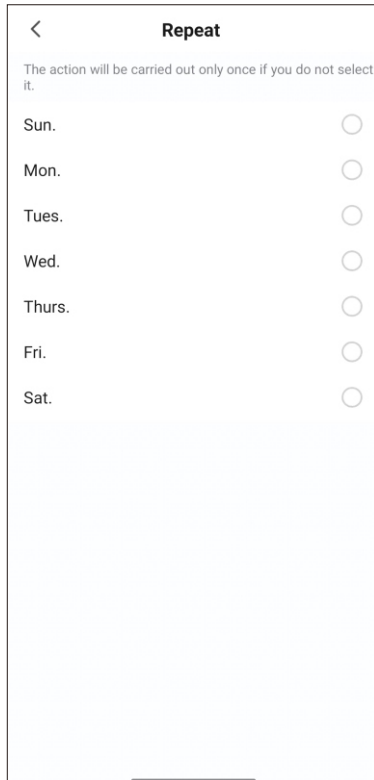 Repeat
The action will be carried out only once if you do not select
it.
Sun.
Mon.
Tues.
Wed.
Thurs.
Fri.
Sat.